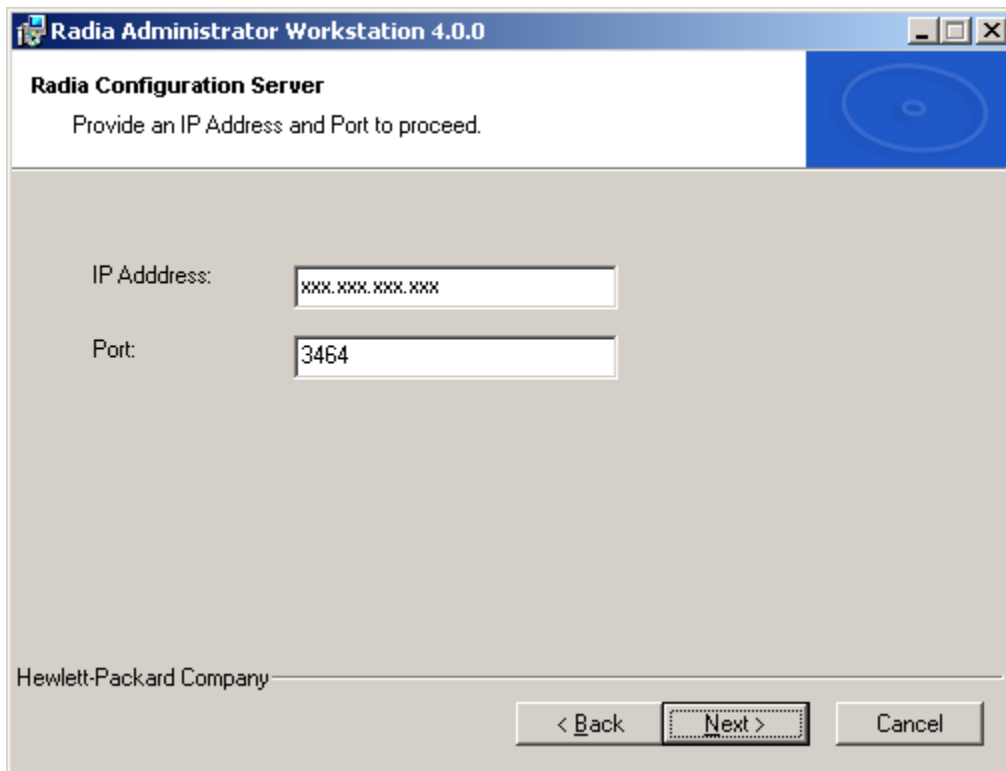 Radia Administrator Workstation 4.0.0
Radia Configuration Server
Provide an IP Address and Port to proceed.
IP Adddress:
xxx.xxx.xxx.xxx
Port:
3464
Hewlett-Packard Company
< Back
Next >
Cancel